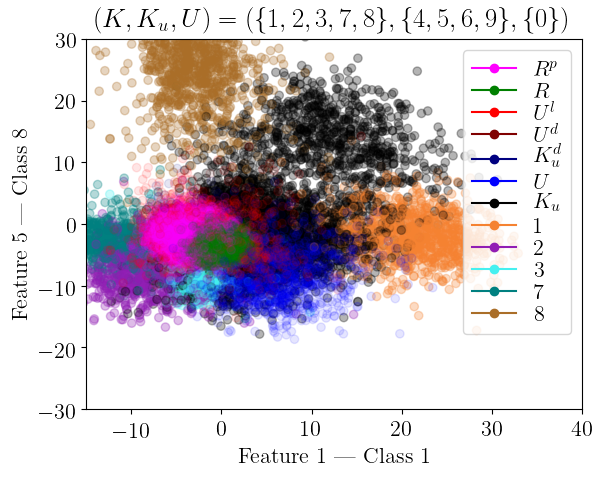 (K, K_u, U) = ({1, 2, 3, 7, 8}, {4, 5, 6, 9}, {0})
30
20
10
0
−10
−20
−30
−10
0
10
20
30
40
Feature 5 — Class 8
Feature 1 — Class 1
R^p
R
U^l
U^d
K_u^d
U
K_u
1
2
3
7
8